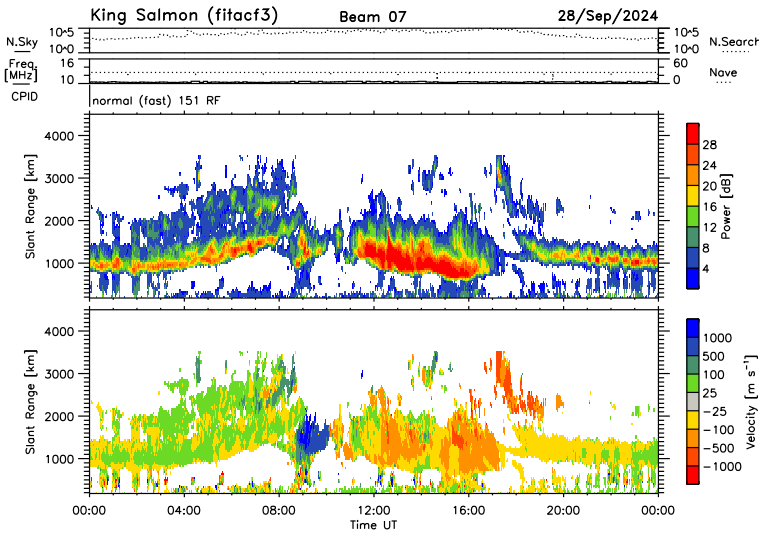 King Salmon (fitacf3) Beam 07 28/Sep/2024
N.Sky 10^5 10^0 10^5 10^0 N.Search
Freq. [MHz] 16 10 60 0 Nave
CPID normal (fast) 151 RF
Slant Range [km]
4000
3000
2000
1000
Power [dB]
28
24
20
16
12
8
4
Slant Range [km]
4000
3000
2000
1000
Velocity [m s⁻¹]
1000
500
100
25
−25
−100
−500
−1000
00:00 04:00 08:00 12:00 16:00 20:00 00:00
Time UT